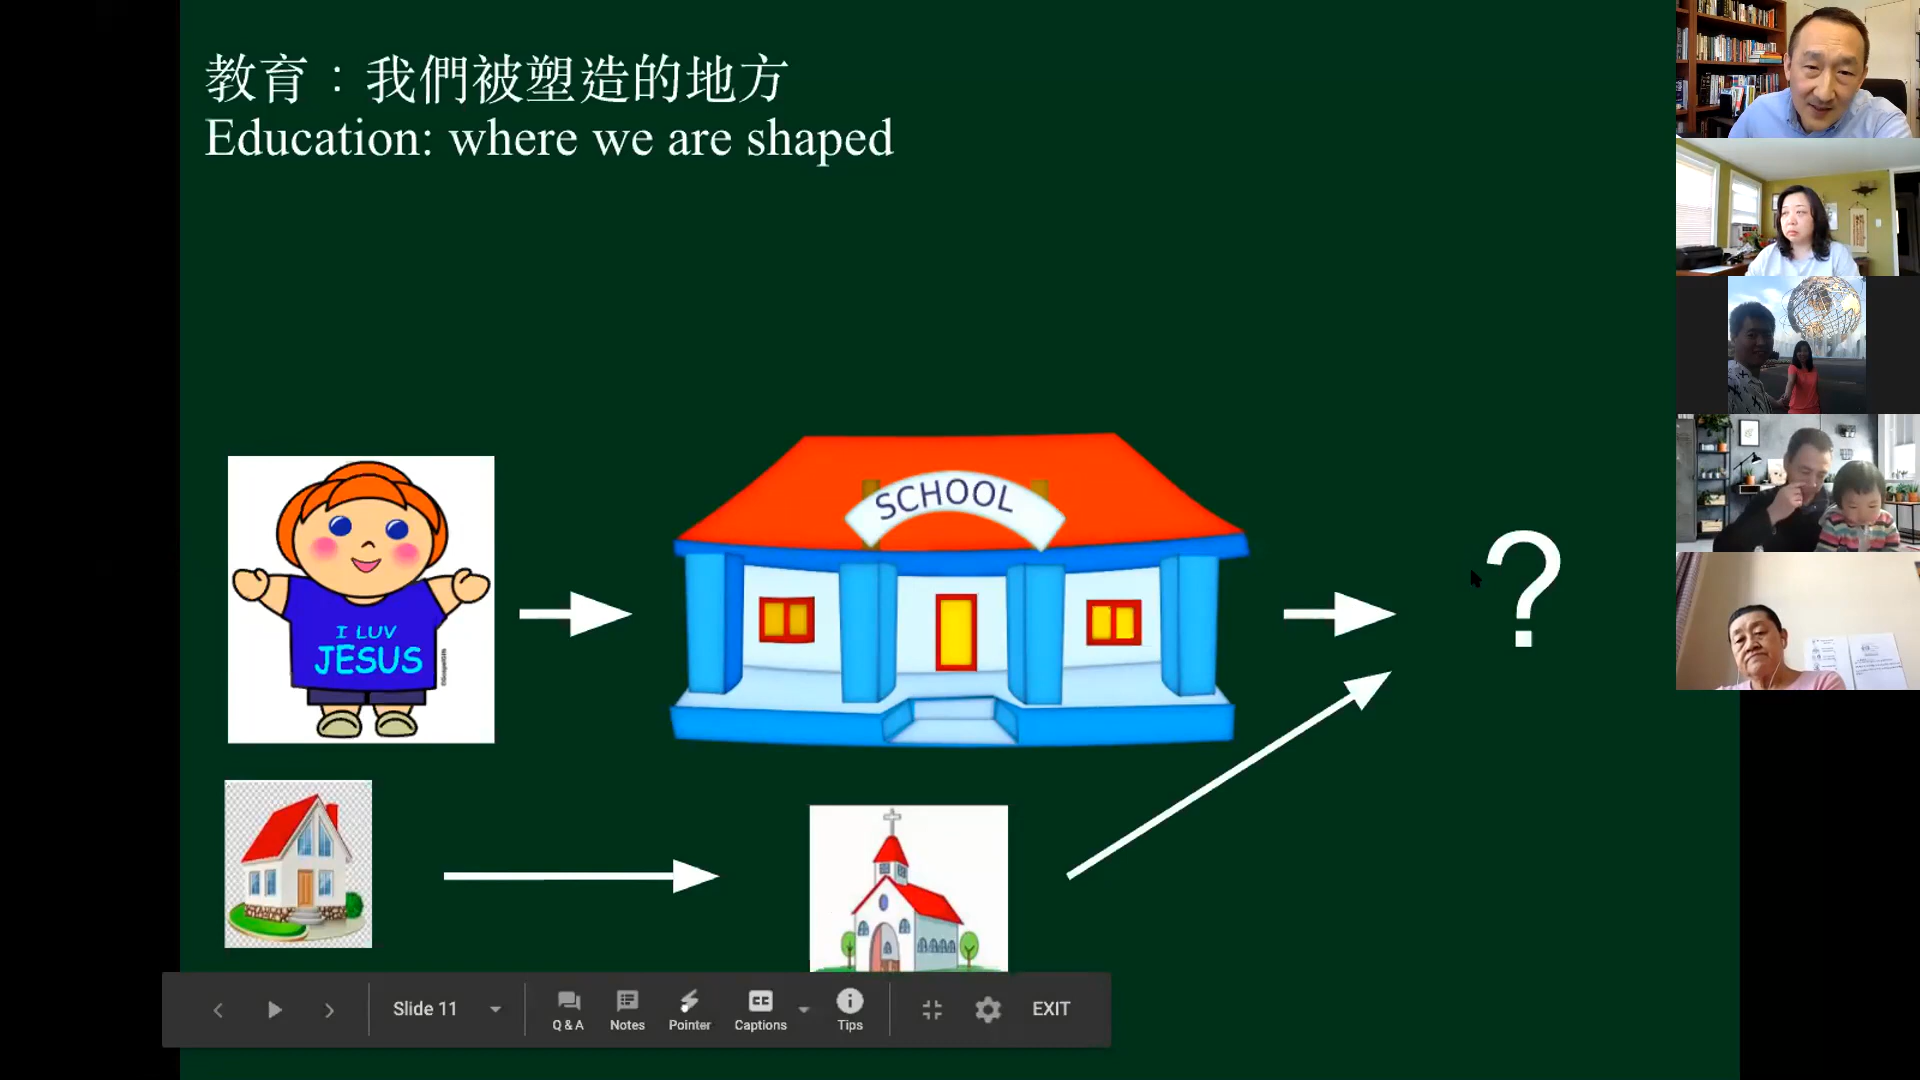 教育：我們被塑造的地方
Education: where we are shaped
SCHOOL
I LUV
JESUS
Slide 11
Q & A
Notes
Pointer
CC
Captions
Tips
EXIT